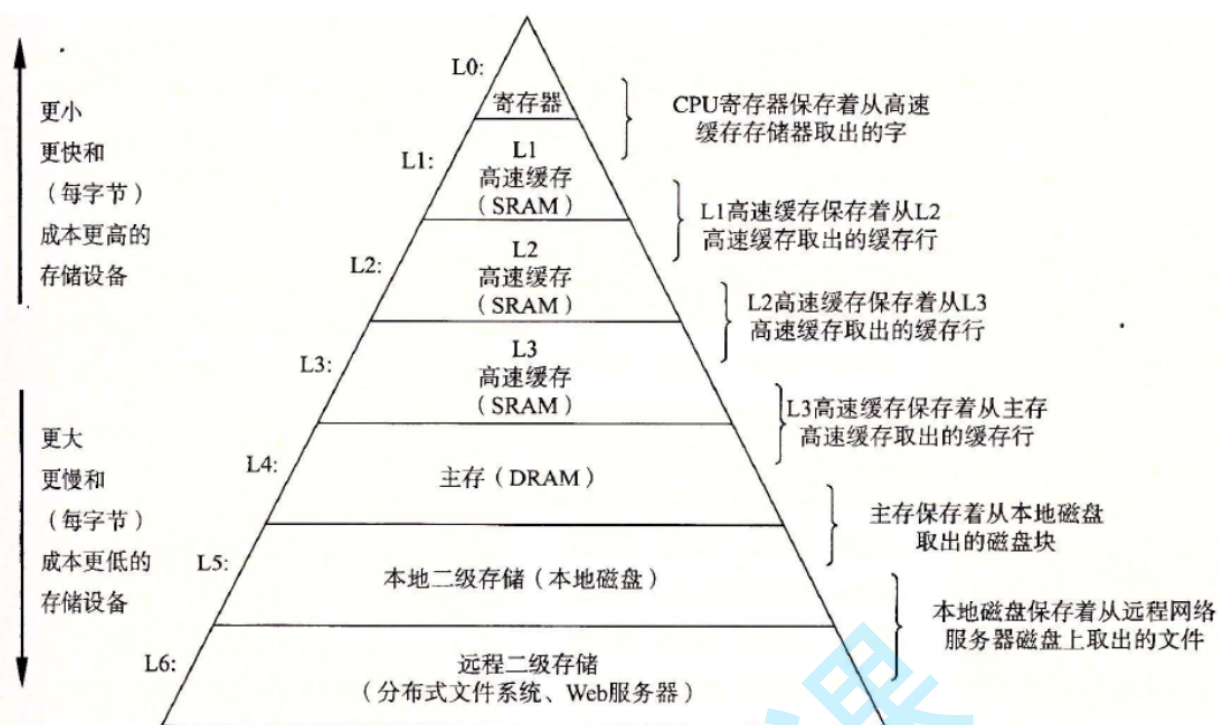 更小
更快和
（每字节）
成本更高的
存储设备
更大
更慢和
（每字节）
成本更低的
存储设备
L0:
寄存器
CPU寄存器保存着从高速
缓存存储器取出的字
L1:
L1
高速缓存
（SRAM）
L1高速缓存保存着从L2
高速缓存取出的缓存行
L2:
L2
高速缓存
（SRAM）
L2高速缓存保存着从L3
高速缓存取出的缓存行
L3:
L3
高速缓存
（SRAM）
L3高速缓存保存着从主存
高速缓存取出的缓存行
L4:
主存（DRAM）
主存保存着从本地磁盘
取出的磁盘块
L5:
本地二级存储（本地磁盘）
本地磁盘保存着从远程网络
服务器磁盘上取出的文件
L6:
远程二级存储
（分布式文件系统、Web服务器）